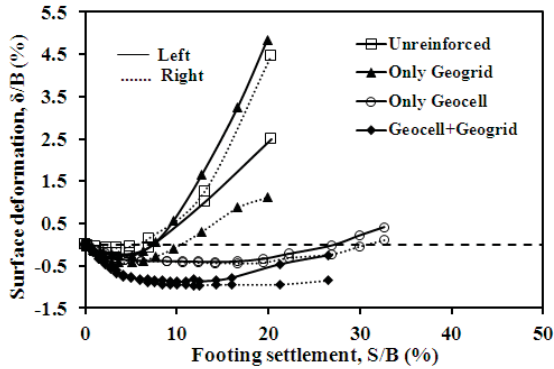 5.5
4.5
3.5
2.5
1.5
0.5
-0.5
-1.5
Surface deformation, δ/B (%)
Left
Right
Unreinforced
Only Geogrid
Only Geocell
Geocell+Geogrid
0
10
20
30
40
50
Footing settlement, S/B (%)